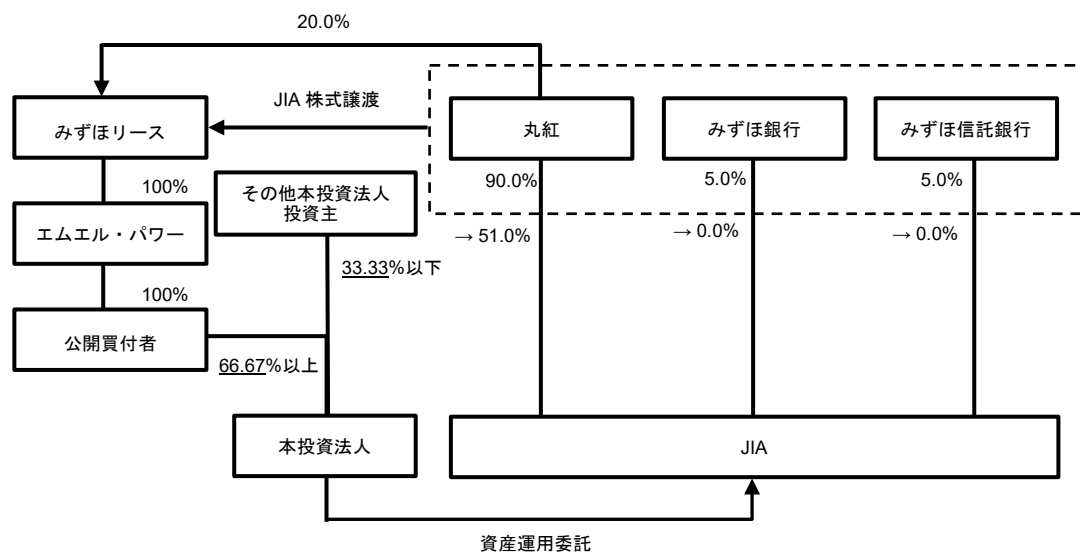 20.0%
JIA 株式譲渡
みずほリース
丸紅
みずほ銀行
みずほ信託銀行
100%
その他本投資法人
投資主
90.0%
5.0%
5.0%
エムエル・パワー
→ 51.0%
→ 0.0%
→ 0.0%
33.33%以下
100%
公開買付者
66.67%以上
本投資法人
JIA
資産運用委託